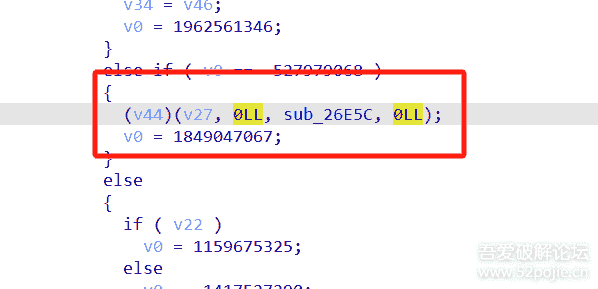 v34 = v46;
v0 = 1962561346;
}
else if ( v0 == 527979068 )
{
(v44)(v27, 0LL, sub_26E5C, 0LL);
v0 = 1849047067;
}
else
{
if ( v22 )
v0 = 1159675325;
else
吾爱破解论坛
www.52pojie.cn